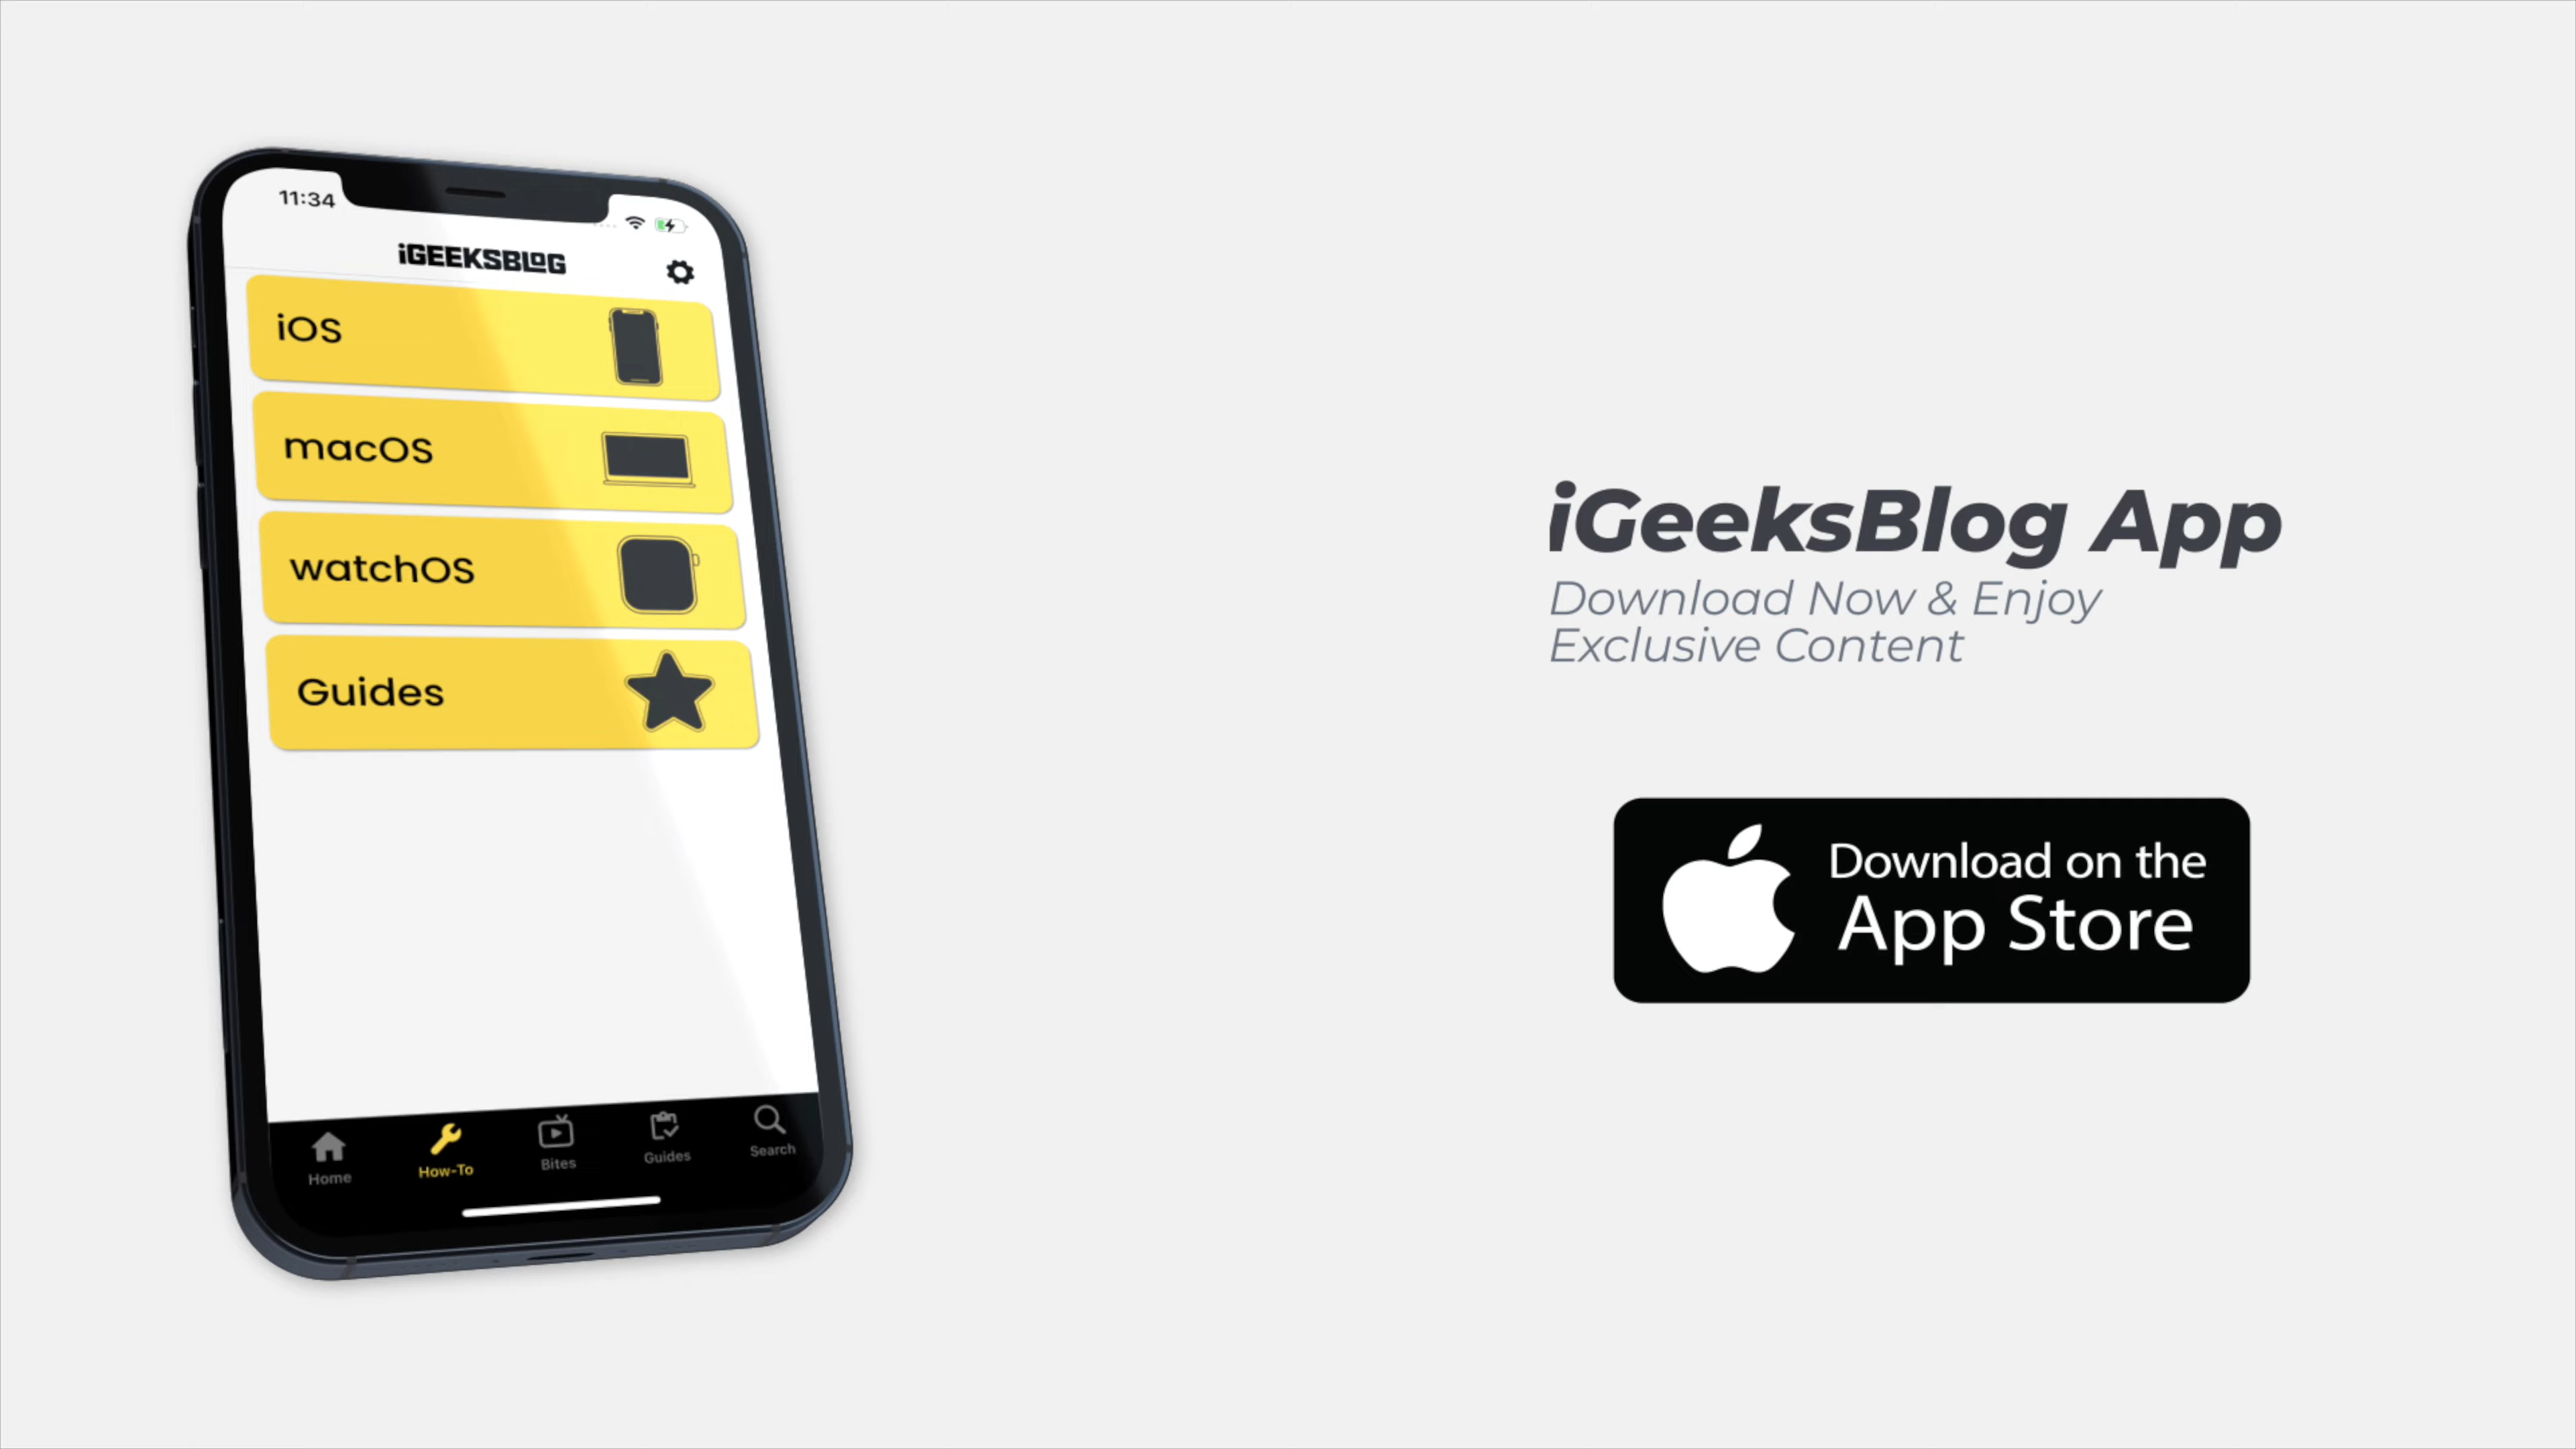 11:34
iGEEKSBLOG
iOS
macOS
watchOS
Guides
Home
How-To
Bites
Guides
Search
iGeeksBlog App
Download Now & Enjoy
Exclusive Content
Download on the
App Store